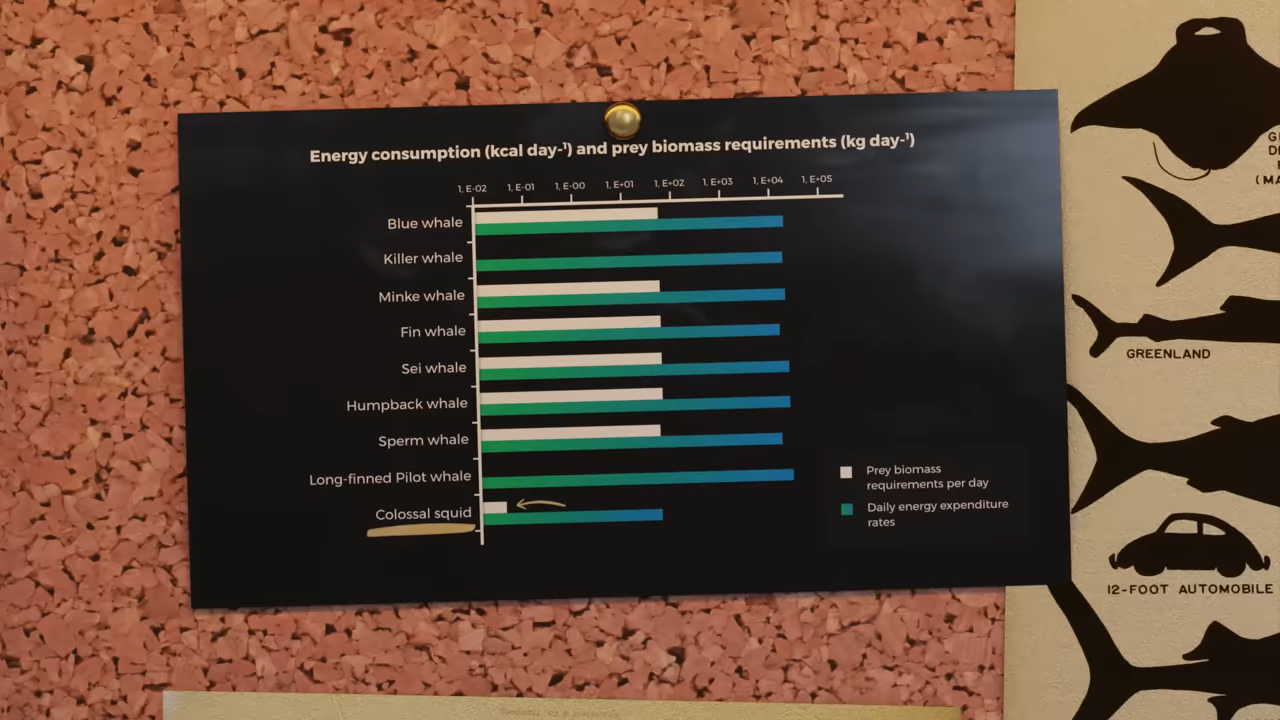 Energy consumption (kcal day-¹) and prey biomass requirements (kg day-¹)
1, E-02 1, E-01 1, E-00 1, E+01 1, E+02 1, E+03 1, E+04 1, E+05
Blue whale
Killer whale
Minke whale
Fin whale
Sei whale
Humpback whale
Sperm whale
Long-finned Pilot whale
Colossal squid
Prey biomass
requirements per day
Daily energy expenditure
rates
(MA
GREENLAND
12-FOOT AUTOMOBILE